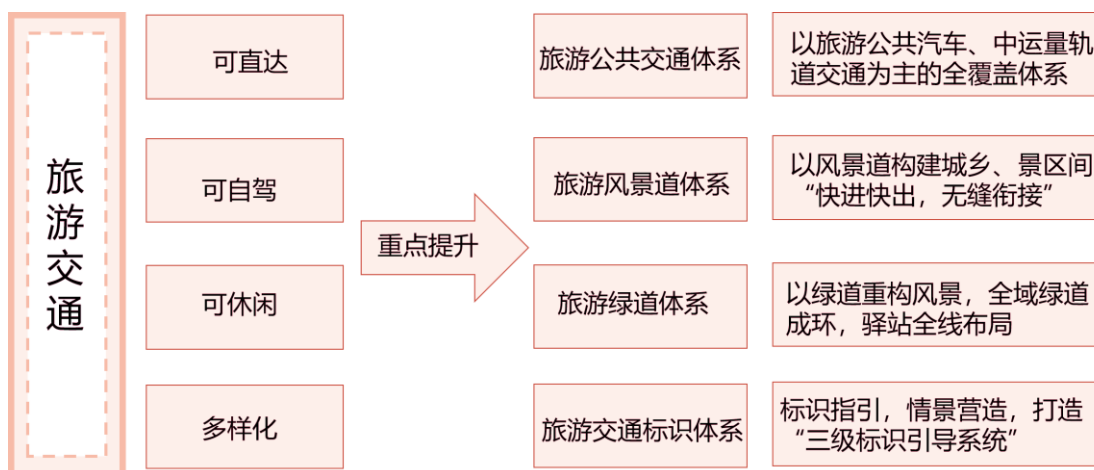 旅游交通
可直达
旅游公共交通体系
以旅游公共汽车、中运量轨
道交通为主的全覆盖体系
可自驾
旅游风景道体系
以风景道构建城乡、景区间
“快进快出，无缝衔接”
重点提升
可休闲
旅游绿道体系
以绿道重构风景，全域绿道
成环，驿站全线布局
多样化
旅游交通标识体系
标识指引，情景营造，打造
“三级标识引导系统”